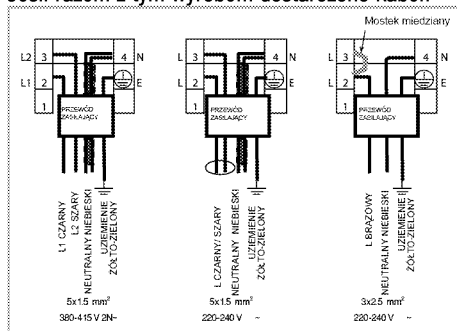 Mostek miedziany
L2 3 4 N
L1 2 E
1
PRZEWÓD
ZASILAJĄCY
L1 CZARNY
L2 SZARY
NEUTRALNY NIEBIESKI
UZIEMIENIE
ŻÓŁTO-ZIELONY
5x1.5 mm²
380-415 V 2N~
L 3 4 N
L 2 E
1
PRZEWÓD
ZASILAJĄCY
L CZARNY/ SZARY
NEUTRALNY NIEBIESKI
UZIEMIENIE
ŻÓŁTO-ZIELONY
5x1.5 mm²
220-240 V ~
L 3 4 N
L 2 E
1
PRZEWÓD
ZASILAJĄCY
L BRĄZOWY
NEUTRALNY NIEBIESKI
UZIEMIENIE
ŻÓŁTO-ZIELONY
3x2.5 mm²
220-240 V ~